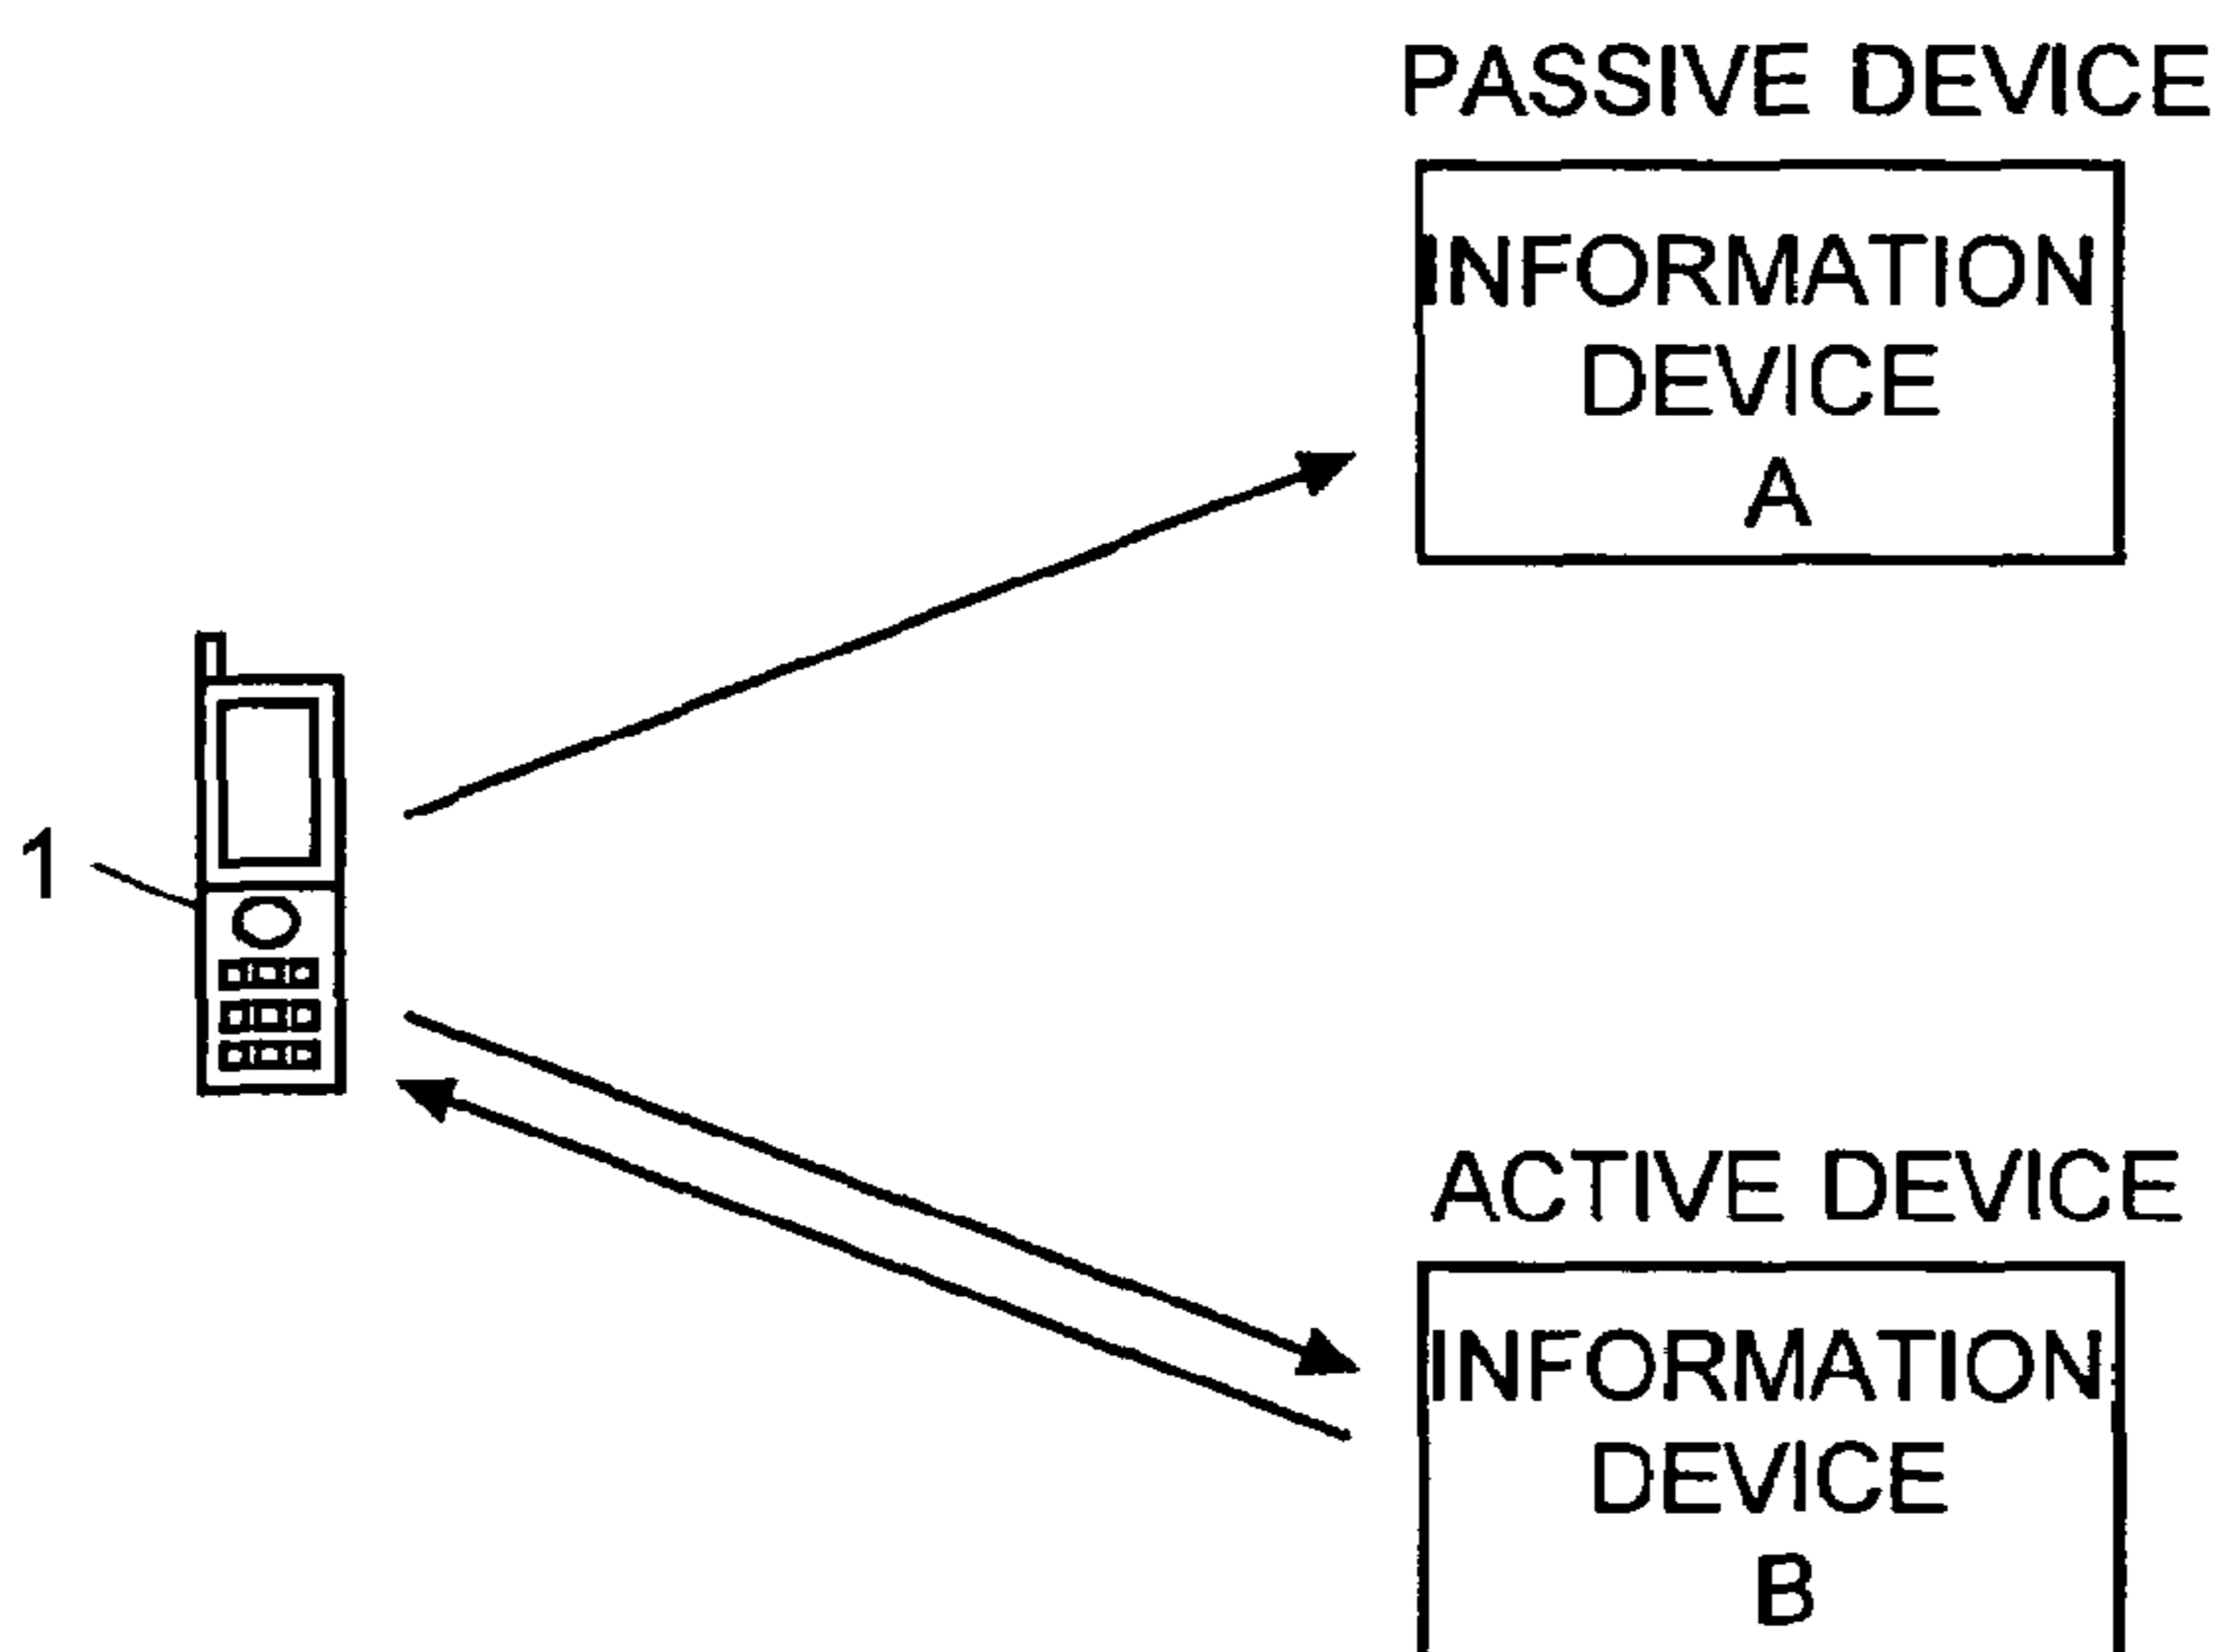 PASSIVE DEVICE
INFORMATION
DEVICE
A
1
ACTIVE DEVICE
INFORMATION
DEVICE
B